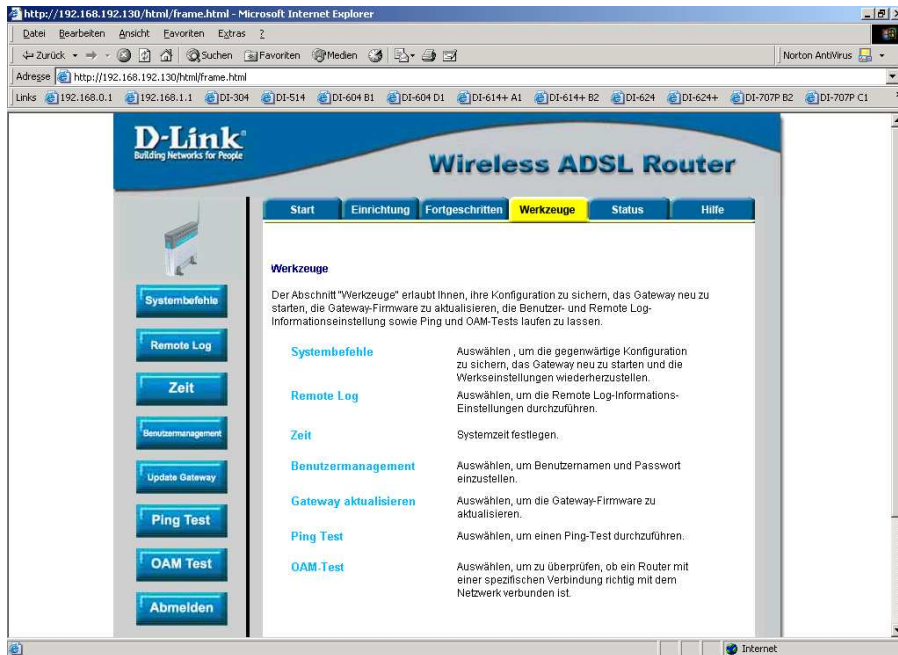 http://192.168.192.130/html/frame.html - Microsoft Internet Explorer
Datei Bearbeiten Ansicht Favoriten Extras ?
Zurück Suchen Favoriten Medien Norton AntiVirus
Adresse http://192.168.192.130/html/frame.html
Links 192.168.0.1 192.168.1.1 DI-304 DI-514 DI-604 B1 DI-604 D1 DI-614+ A1 DI-614+ B2 DI-624 DI-624+ DI-707P B2 DI-707P C1
D-Link
Building Networks for People
Wireless ADSL Router
Start Einrichtung Fortgeschritten Werkzeuge Status Hilfe
Systembefehle
Remote Log
Zeit
Benutzermanagement
Update Gateway
Ping Test
OAM Test
Abmelden
Werkzeuge
Der Abschnitt "Werkzeuge" erlaubt Ihnen, ihre Konfiguration zu sichern, das Gateway neu zu
starten, die Gateway-Firmware zu aktualisieren, die Benutzer- und Remote Log-
Informationseinstellung sowie Ping und OAM-Tests laufen zu lassen.
Systembefehle Auswählen , um die gegenwärtige Konfiguration
zu sichern, das Gateway neu zu starten und die
Werkseinstellungen wiederherzustellen.
Remote Log Auswählen, um die Remote Log-Informations-
Einstellungen durchzuführen.
Zeit Systemzeit festlegen.
Benutzermanagement Auswählen, um Benutzernamen und Passwort
einzustellen.
Gateway aktualisieren Auswählen, um die Gateway-Firmware zu
aktualisieren.
Ping Test Auswählen, um einen Ping-Test durchzuführen.
OAM-Test Auswählen, um zu überprüfen, ob ein Router mit
einer spezifischen Verbindung richtig mit dem
Netzwerk verbunden ist.
Internet